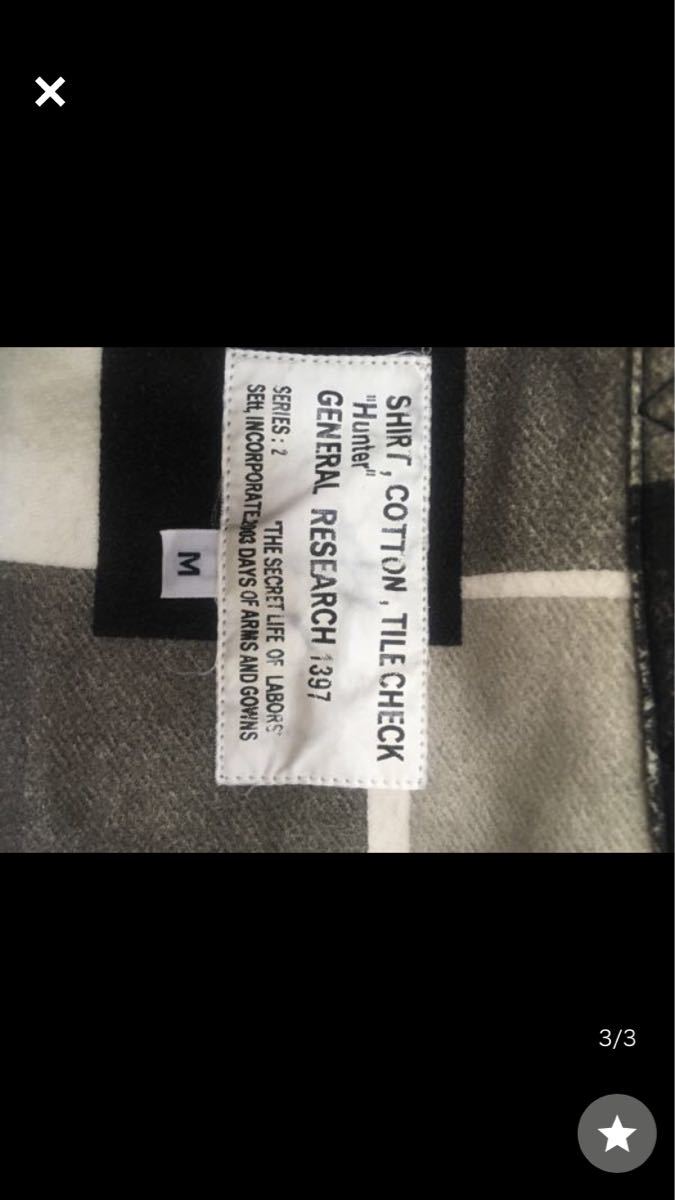 SHIRT, COTTON, TILE CHECK
"Hunter"
GENERAL RESEARCH 1397
SERIES: 2 "THE SECRET LIFE OF LABORS"
SEtt, INCORPORATE 2003 DAYS OF ARMS AND GOWNS
M
3/3